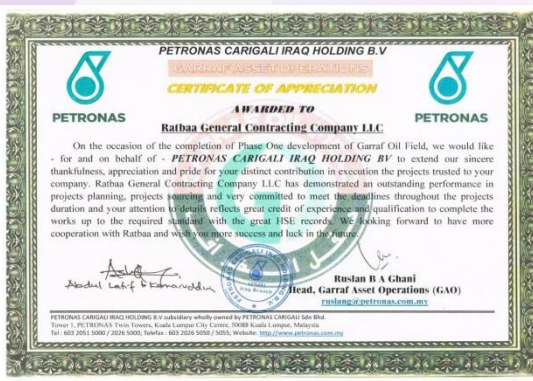 PETRONAS CARIGALI IRAQ HOLDING B.V
GARRAF ASSET OPERATIONS
CERTIFICATE OF APPRECIATION
PETRONAS
PETRONAS
AWARDED TO
Ratbaa General Contracting Company LLC
On the occasion of the completion of Phase One development of Garraf Oil Field, we would like
- for and on behalf of - PETRONAS CARIGALI IRAQ HOLDING BV to extend our sincere
thankfulness, appreciation and pride for your distinct contribution in execution the projects trusted to your
company. Ratbaa General Contracting Company LLC has demonstrated an outstanding performance in
projects planning, projects sourcing and very committed to meet the deadlines throughout the projects
duration and your attention to details reflects great credit of experience and qualification to complete the
works up to the required standard with the great HSE records. We looking forward to have more
cooperation with Ratbaa and wish you more success and luck in the future.
Abdul Latif B Kamaruddin
Ruslan B A Ghani
Head, Garraf Asset Operations (GAO)
ruslang@petronas.com.my
PETRONAS CARIGALI IRAQ HOLDING B.V subsidiary wholly owned by PETRONAS CARIGALI Sdn Bhd.
Tower 1, PETRONAS Twin Towers, Kuala Lumpur City Centre, 50088 Kuala Lumpur, Malaysia
Tel : 603 2051 5000 / 2026 5000; Telefax : 603 2026 5050 / 5055; Website: http://www.petronas.com.my